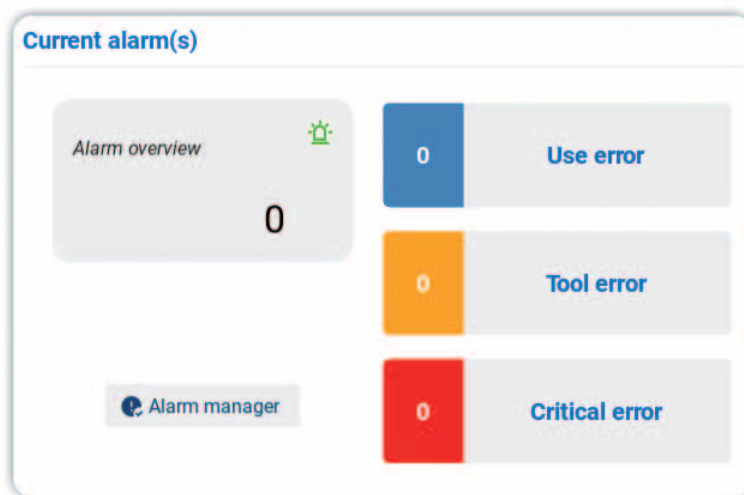 Current alarm(s)
Alarm overview
0
0 Use error
0 Tool error
0 Critical error
Alarm manager